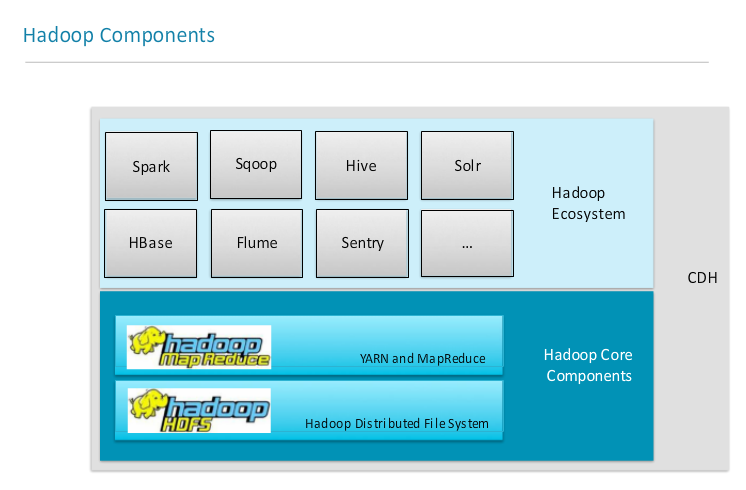 Hadoop Components
Spark
Sqoop
Hive
Solr
Hadoop
Ecosystem
HBase
Flume
Sentry
...
CDH
hadoop
MapReduce
YARN and MapReduce
Hadoop Core
Components
hadoop
HDFS
Hadoop Distributed File System